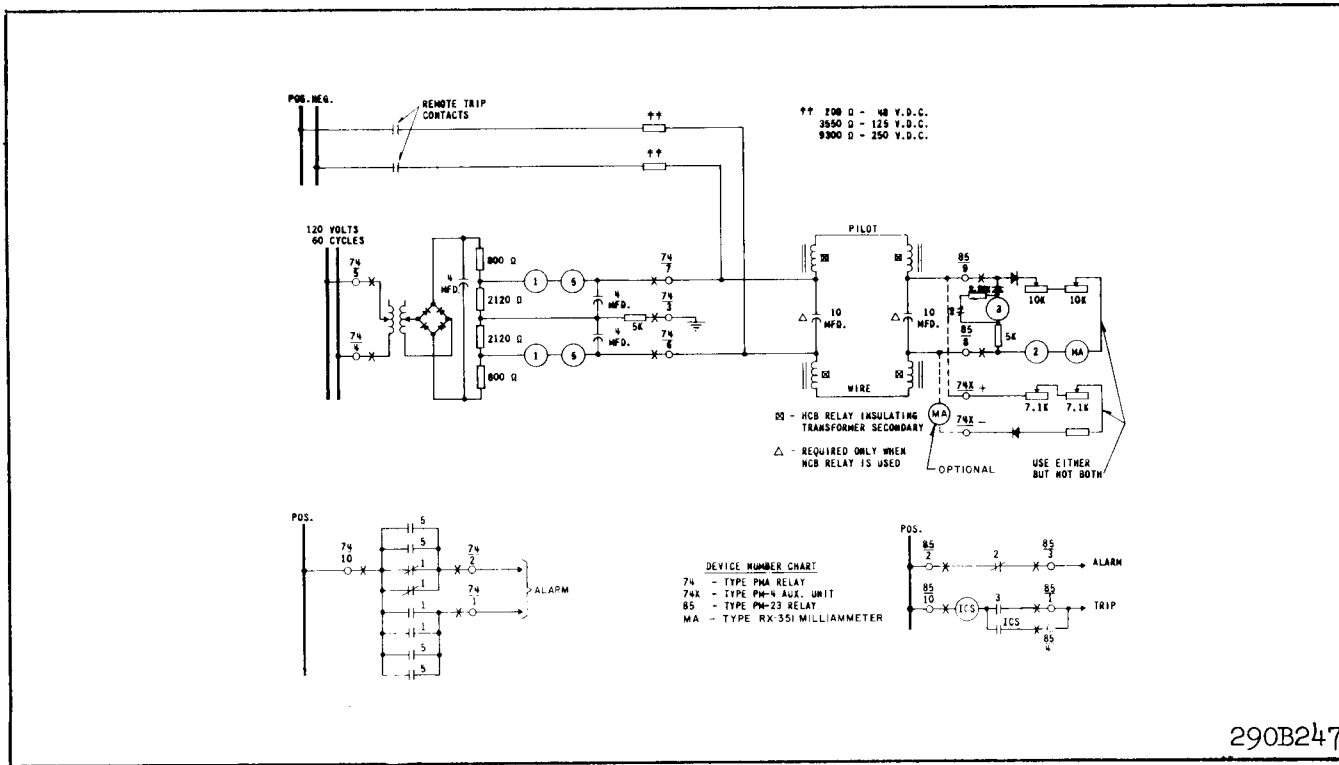 POS. NEG.
REMOTE TRIP
CONTACTS
††
††
†† 200 Ω - 48 V.D.C.
3550 Ω - 125 V.D.C.
9300 Ω - 250 V.D.C.
120 VOLTS
60 CYCLES
74
5
74
4
4
MFD.
800 Ω
2120 Ω
2120 Ω
800 Ω
1
5
1
5
4
MFD.
5K
4
MFD.
74
7
74
3
74
6
PILOT
10
MFD.
10
MFD.
WIRE
- HCB RELAY INSULATING
TRANSFORMER SECONDARY
△ - REQUIRED ONLY WHEN
HCB RELAY IS USED
85
9
85
8
3
5K
10K
10K
2
MA
74X +
7.1K
7.1K
MA
74X -
OPTIONAL
USE EITHER
BUT NOT BOTH
POS.
74
10
5
5
1
1
1
1
5
5
74
2
74
1
ALARM
DEVICE NUMBER CHART
74 - TYPE PMA RELAY
74X - TYPE PM-4 AUX. UNIT
85 - TYPE PM-23 RELAY
MA - TYPE RX-351 MILLIAMMETER
POS.
85
2
2
85
3
ALARM
85
10
ICS
3
85
1
TRIP
ICS
85
4
290B247